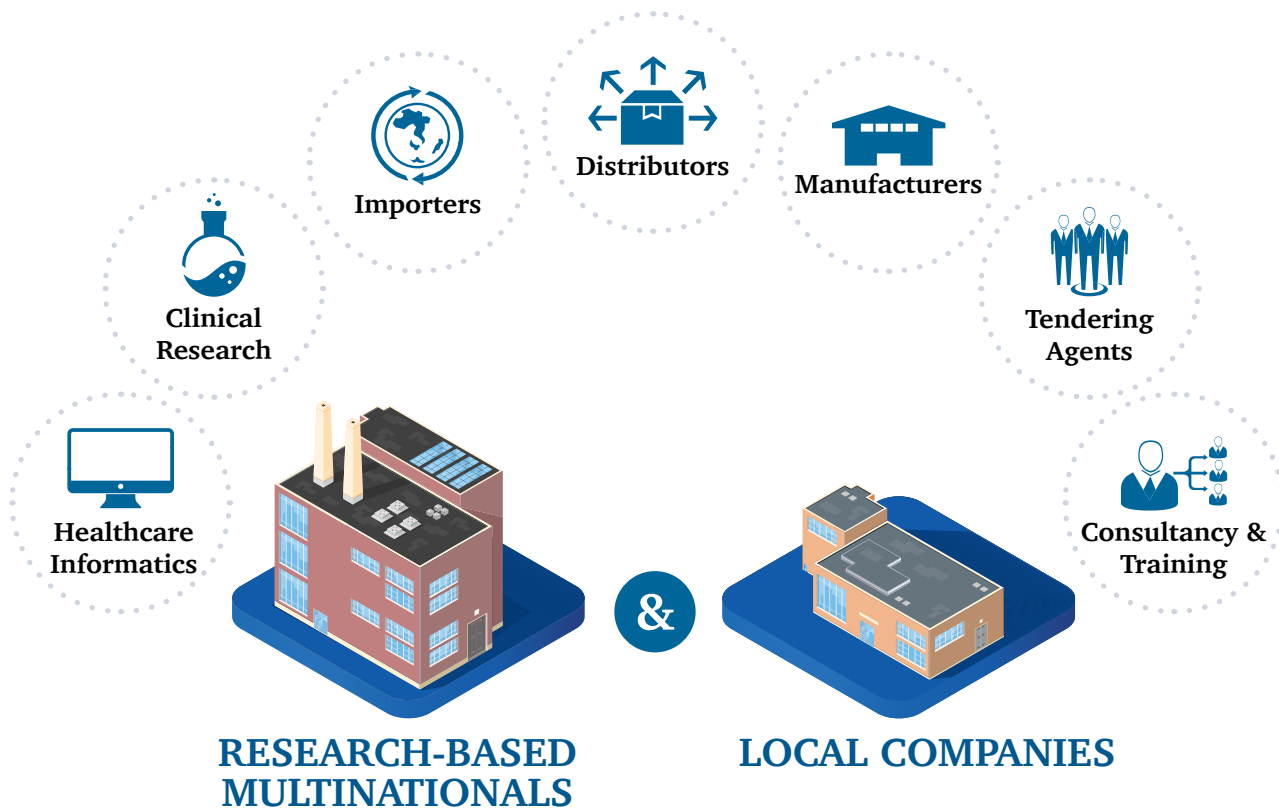 Distributors
Manufacturers
Importers
Clinical
Research
Tendering
Agents
Healthcare
Informatics
Consultancy &
Training
&
RESEARCH-BASED
MULTINATIONALS
LOCAL COMPANIES